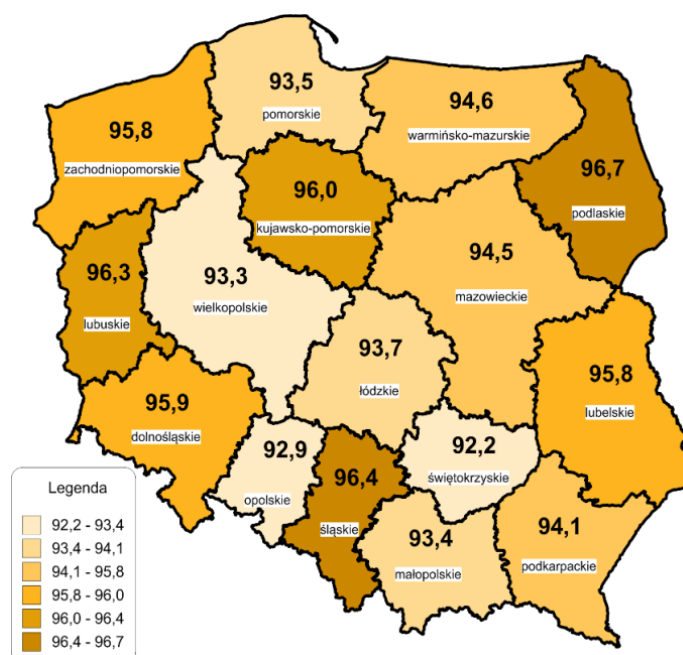 93,5
pomorskie
94,6
warmińsko-mazurskie
95,8
zachodniopomorskie
96,7
podlaskie
96,0
kujawsko-pomorskie
94,5
mazowieckie
96,3
lubuskie
93,3
wielkopolskie
93,7
łódzkie
95,8
lubelskie
95,9
dolnośląskie
92,9
opolskie
96,4
śląskie
92,2
świętokrzyskie
93,4
małopolskie
94,1
podkarpackie
Legenda
92,2 - 93,4
93,4 - 94,1
94,1 - 95,8
95,8 - 96,0
96,0 - 96,4
96,4 - 96,7